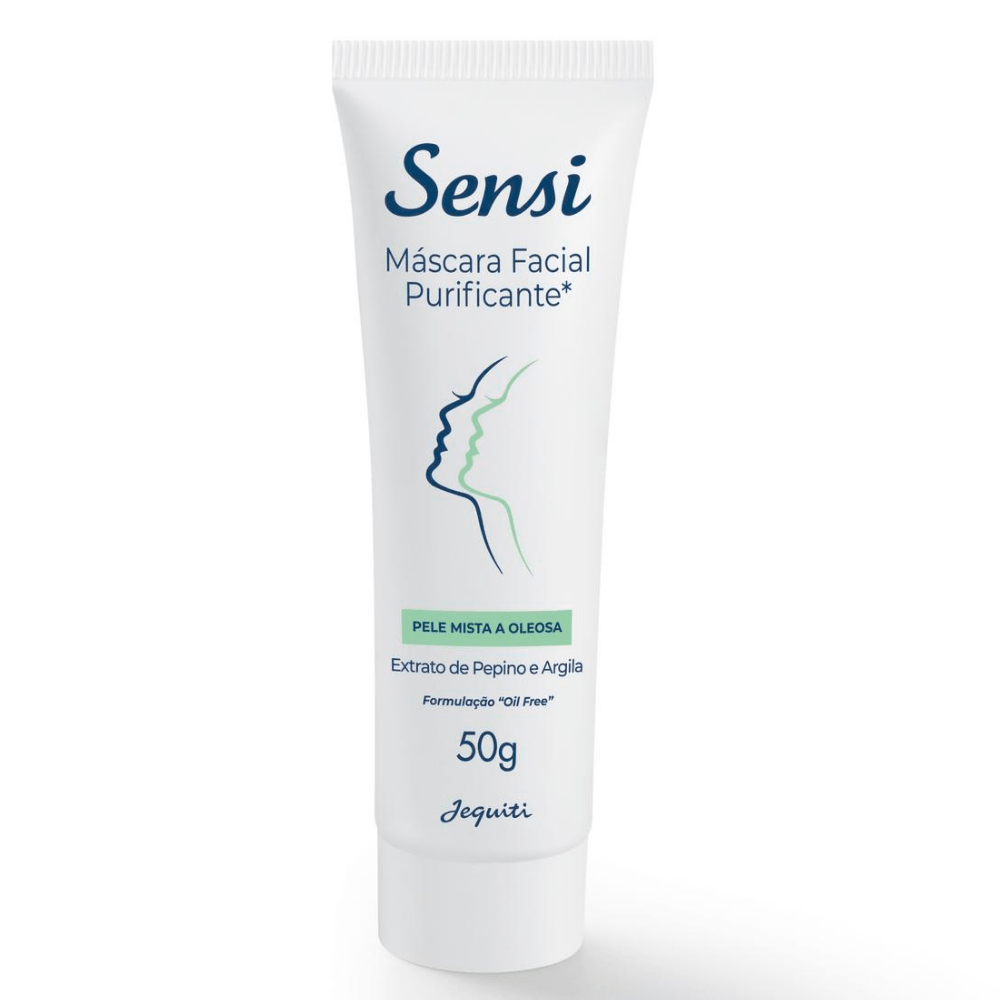 Sensi
Máscara Facial
Purificante*
PELE MISTA A OLEOSA
Extrato de Pepino e Argila
Formulação "Oil Free"
50g
Jequiti